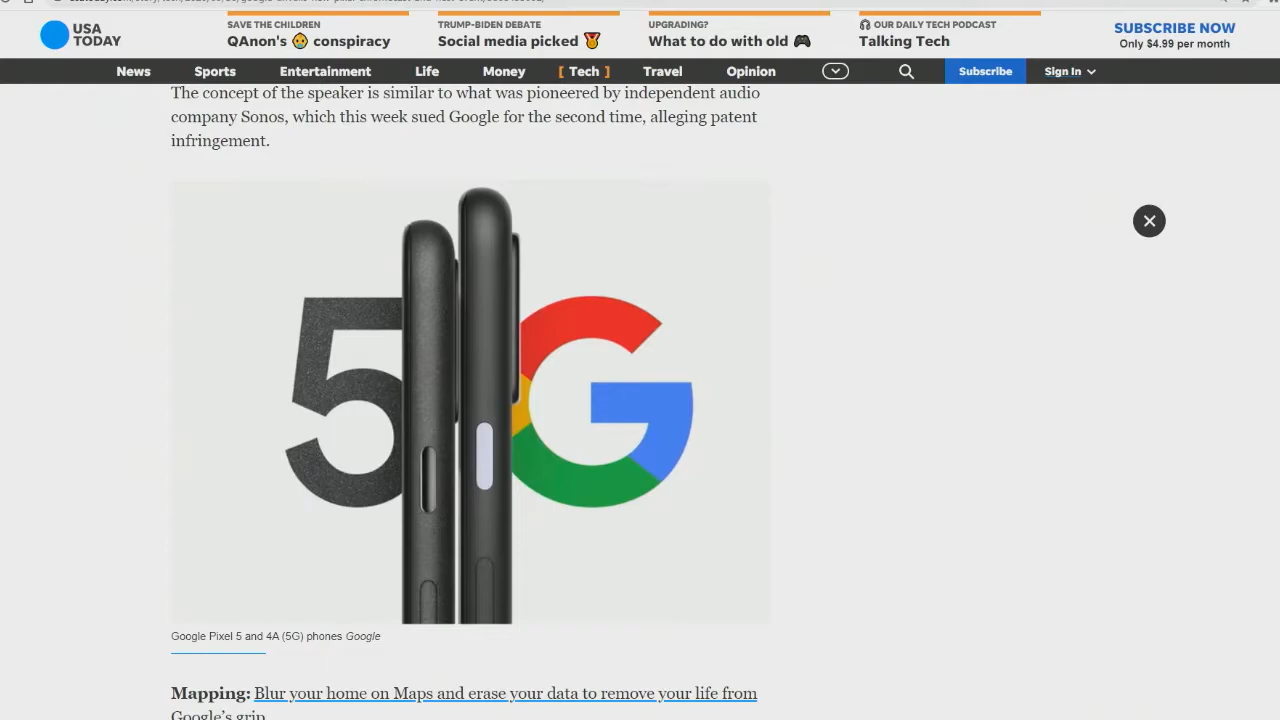 USA
TODAY
SAVE THE CHILDREN
QAnon's conspiracy
TRUMP-BIDEN DEBATE
Social media picked
UPGRADING?
What to do with old
OUR DAILY TECH PODCAST
Talking Tech
SUBSCRIBE NOW
Only $4.99 per month
News Sports Entertainment Life Money [ Tech ] Travel Opinion Subscribe Sign In
The concept of the speaker is similar to what was pioneered by independent audio
company Sonos, which this week sued Google for the second time, alleging patent
infringement.
5G
Google Pixel 5 and 4A (5G) phones Google
Mapping: Blur your home on Maps and erase your data to remove your life from
Google's grip